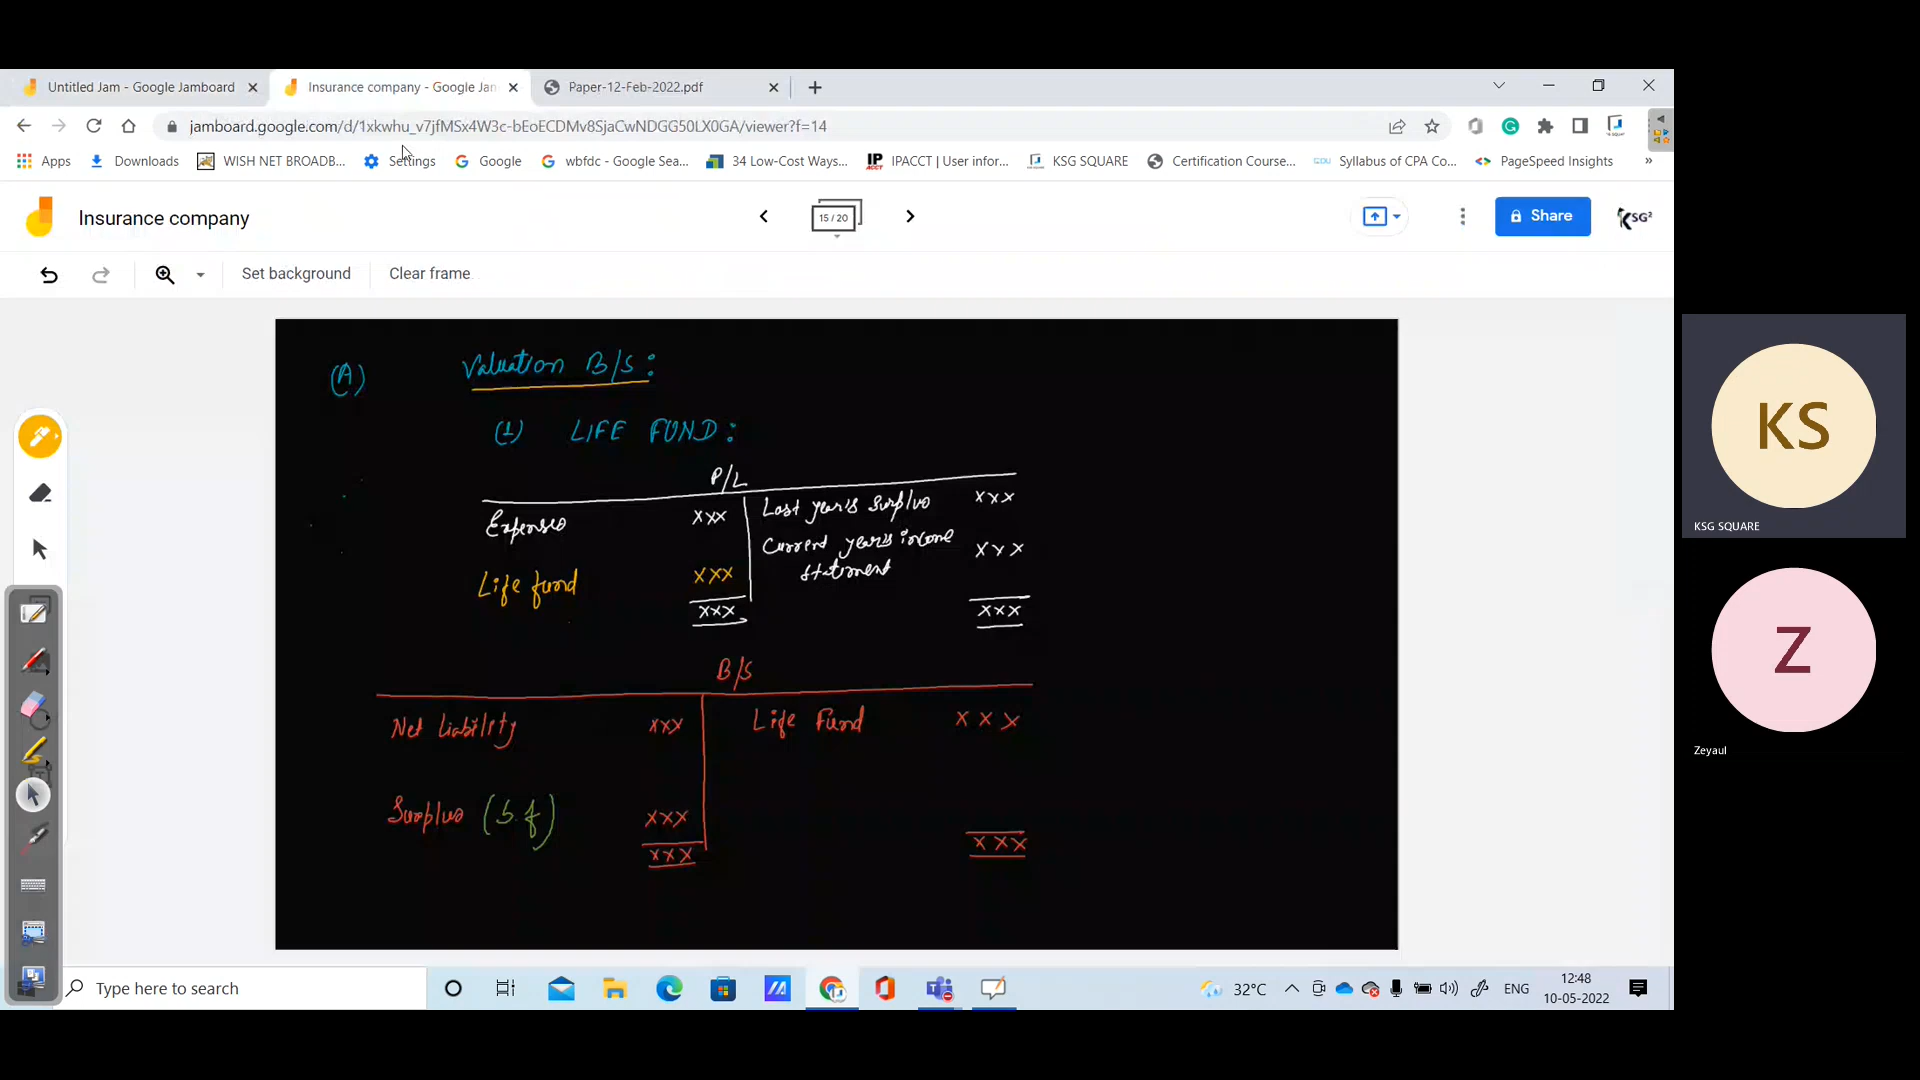 Untitled Jam - Google Jamboard
Insurance company - Google Jan
Paper-12-Feb-2022.pdf
jamboard.google.com/d/1xkwhu_v7jfMSx4W3c-bEoECDMv8SjaCwNDGG50LX0GA/viewer?f=14
Apps
Downloads
WISH NET BROADB...
Settings
Google
wbfdc - Google Sea...
34 Low-Cost Ways...
IP
IPACCT | User infor...
KSG SQUARE
Certification Course...
Syllabus of CPA Co...
PageSpeed Insights
»
Insurance company
15 / 20
Share
KSG²
Set background
Clear frame
(A) Valuation B/S:
(1) LIFE FUND:
P/L
Expenses xxx Last year's Surplus xxx
Current year's income xxx
statement
Life fund xxx
xxx xxx
B/S
Net Liability xxx Life Fund xxx
Surplus (b.f) xxx
xxx xxx
KS
KSG SQUARE
Z
Zeyaul
Type here to search
32°C
ENG
12:48
10-05-2022